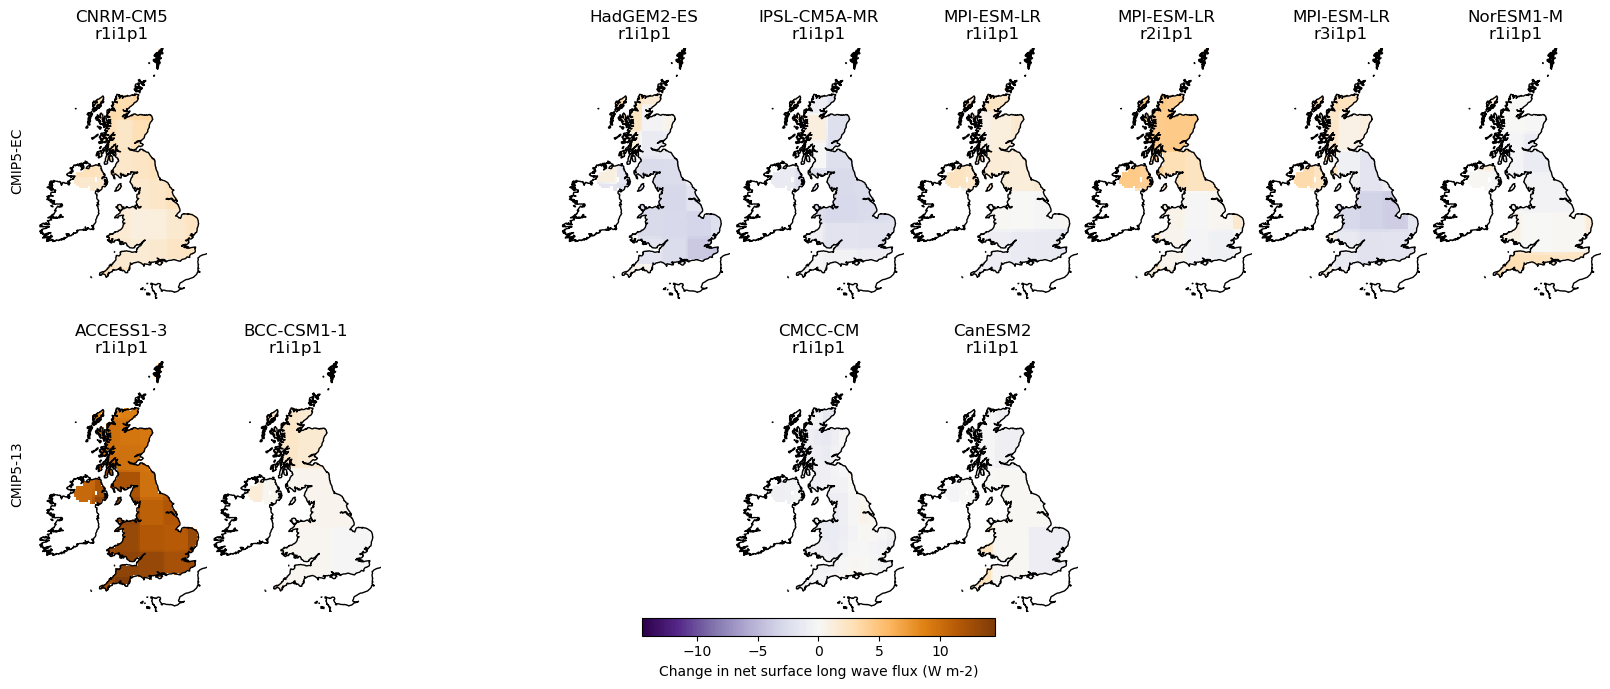 CNRM-CM5
r1i1p1
HadGEM2-ES
r1i1p1
IPSL-CM5A-MR
r1i1p1
MPI-ESM-LR
r1i1p1
MPI-ESM-LR
r2i1p1
MPI-ESM-LR
r3i1p1
NorESM1-M
r1i1p1
CMIP5-EC
ACCESS1-3
r1i1p1
BCC-CSM1-1
r1i1p1
CMCC-CM
r1i1p1
CanESM2
r1i1p1
CMIP5-13
−10 −5 0 5 10
Change in net surface long wave flux (W m-2)